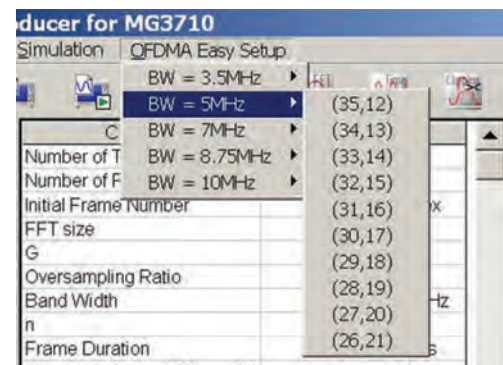 oducer for MG3710
Simulation OFDMA Easy Setup
BW = 3.5MHz
BW = 5MHz
BW = 7MHz
BW = 8.75MHz
BW = 10MHz
(35,12)
(34,13)
(33,14)
(32,15)
(31,16)
(30,17)
(29,18)
(28,19)
(27,20)
(26,21)
C
Number of T
Number of F
Initial Frame Number
FFT size
G
Oversampling Ratio
Band Width
Hz
n
Frame Duration
s